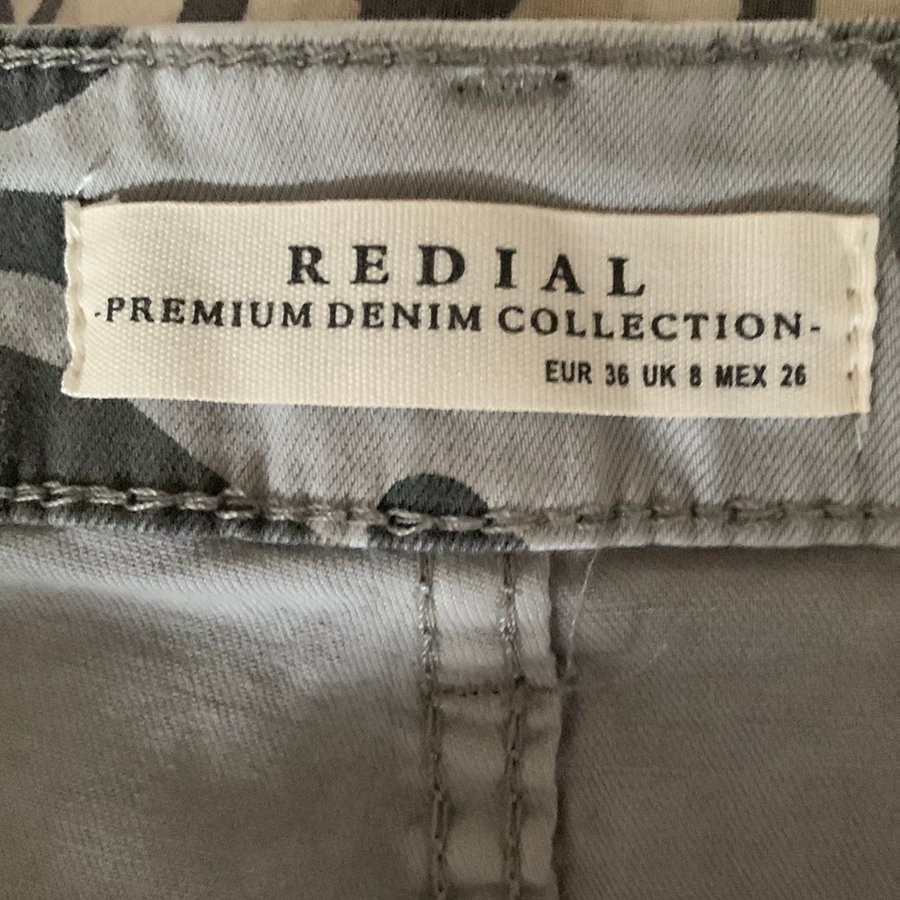 REDIAL
-PREMIUM DENIM COLLECTION-
EUR 36 UK 8 MEX 26